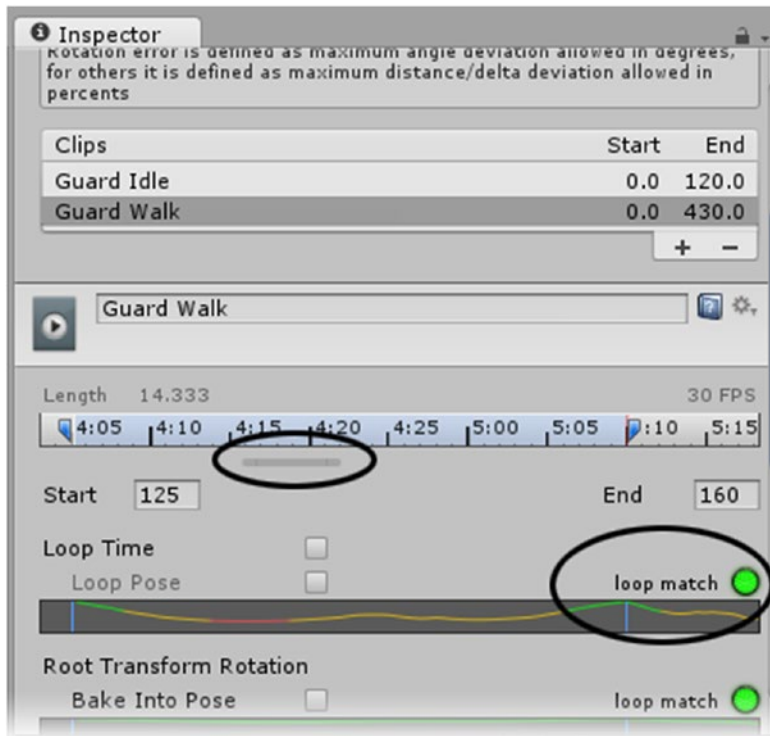 Inspector
Rotation error is defined as maximum angle deviation allowed in degrees,
for others it is defined as maximum distance/delta deviation allowed in
percents
Clips Start End
Guard Idle 0.0 120.0
Guard Walk 0.0 430.0
+ −
Guard Walk
Length 14.333 30 FPS
4:05 4:10 4:15 4:20 4:25 5:00 5:05 :10 5:15
Start 125 End 160
Loop Time
Loop Pose loop match
Root Transform Rotation
Bake Into Pose loop match